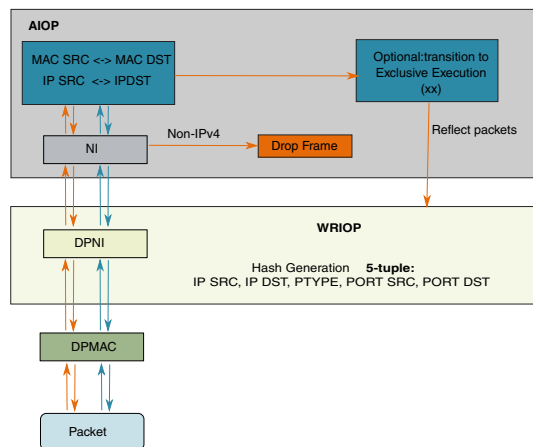 AIOP
MAC SRC <-> MAC DST
IP SRC <-> IPDST
Optional:transition to
Exclusive Execution
(xx)
Non-IPv4
Reflect packets
NI
Drop Frame
WRIOP
DPNI
Hash Generation 5-tuple:
IP SRC, IP DST, PTYPE, PORT SRC, PORT DST
DPMAC
Packet